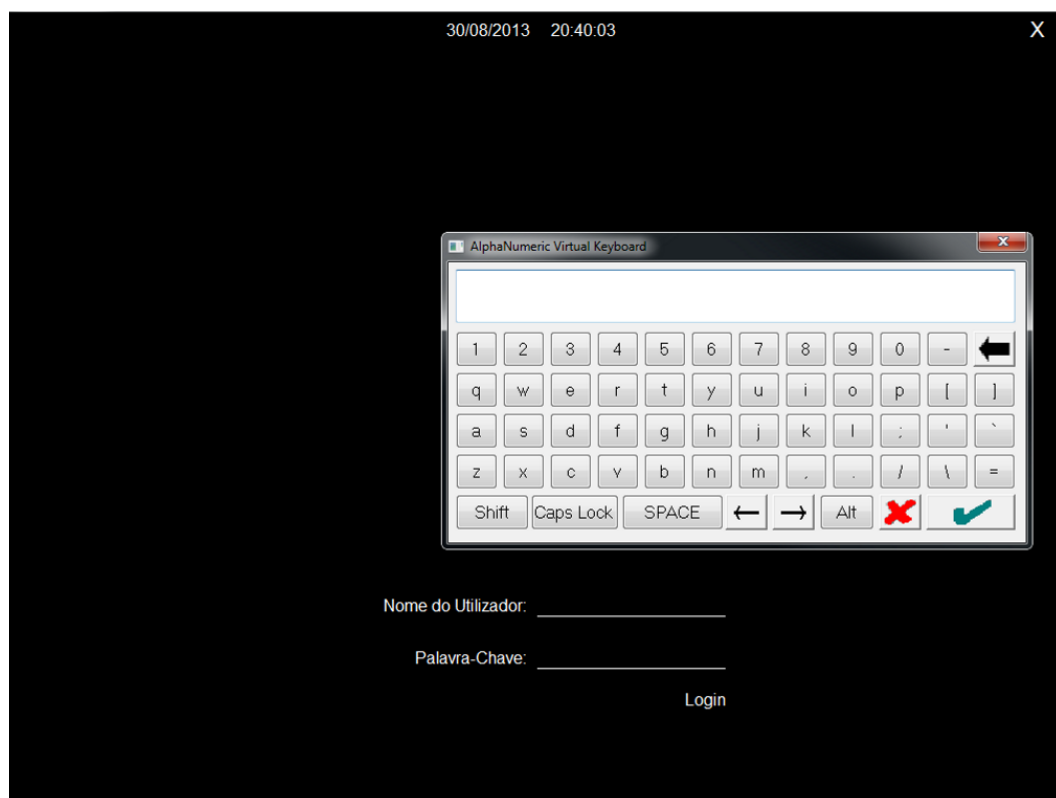 30/08/2013 20:40:03 X
AlphaNumeric Virtual Keyboard x
1 2 3 4 5 6 7 8 9 0 -
q w e r t y u i o p [ ]
a s d f g h j k l ; ' `
z x c v b n m , . / \ =
Shift Caps Lock SPACE ← → Alt
Nome do Utilizador:
Palavra-Chave:
Login